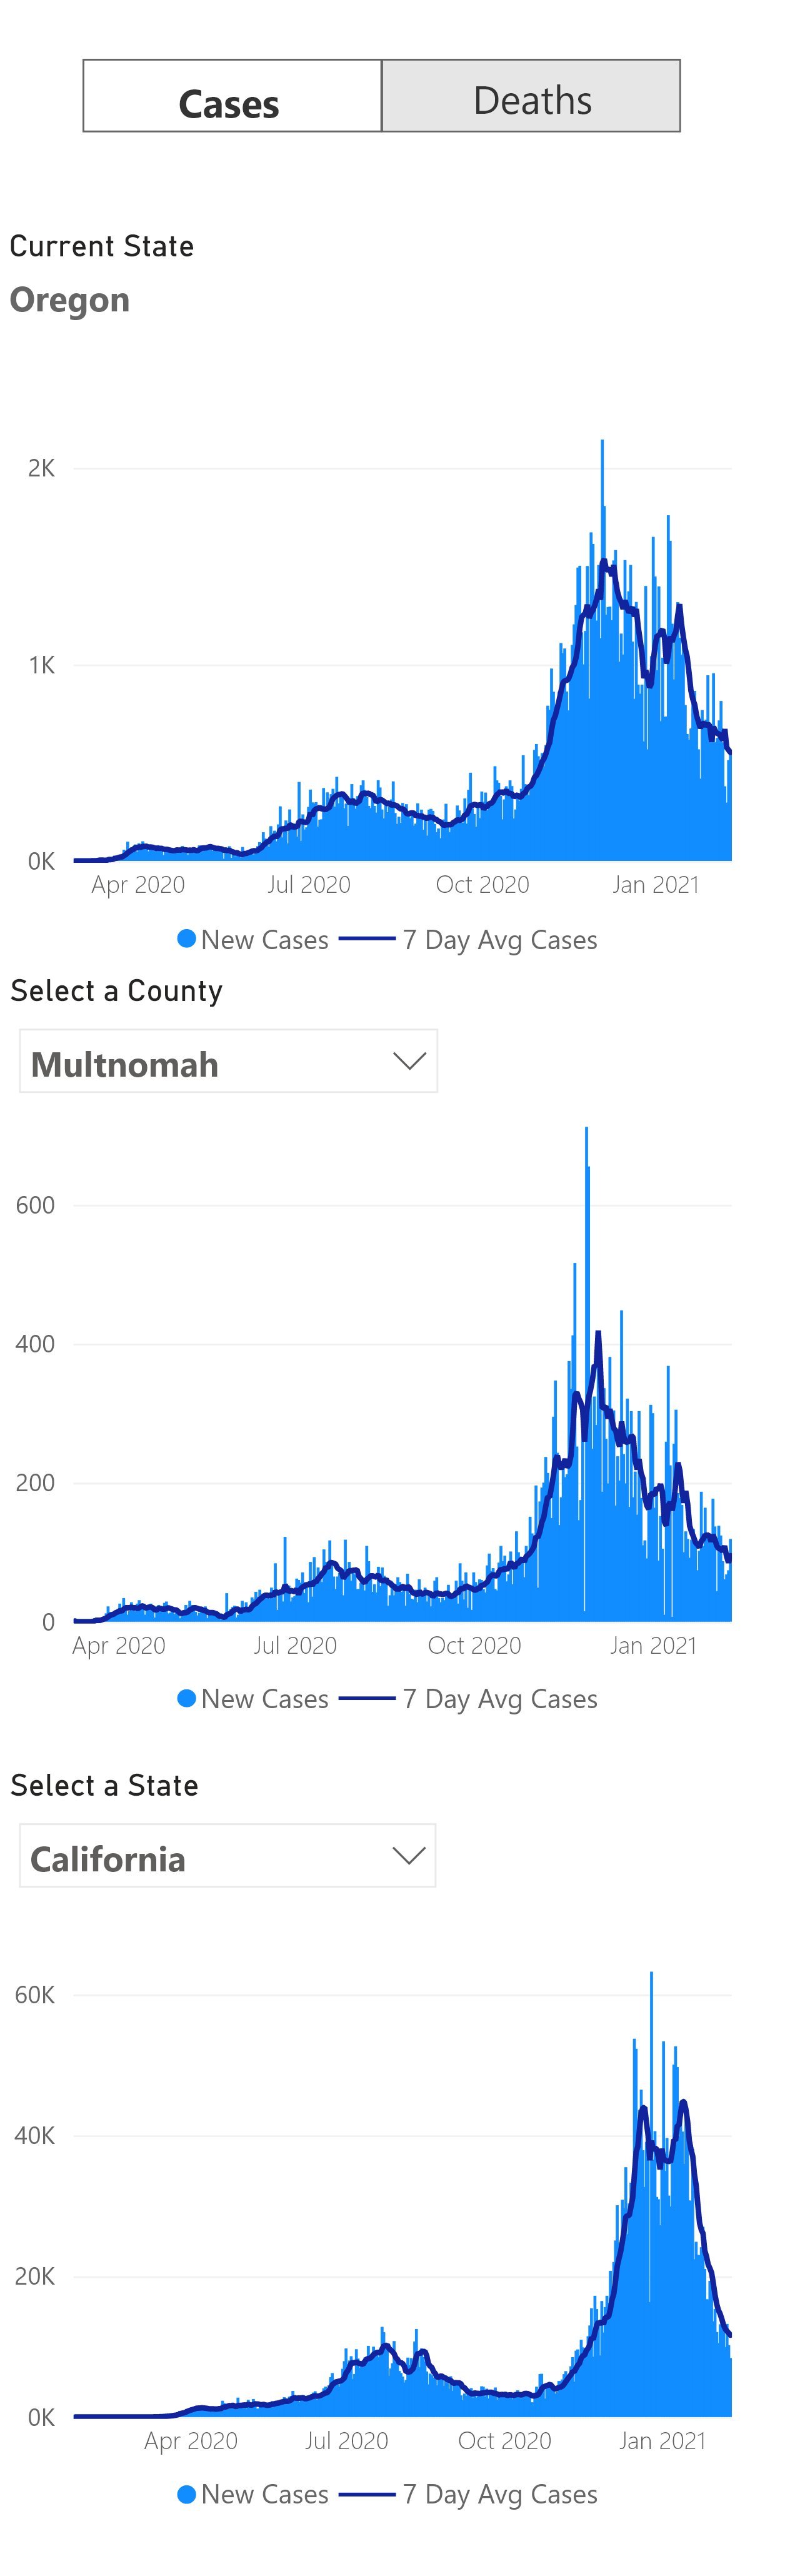 Cases Deaths
Current State
Oregon
2K
1K
0K
Apr 2020 Jul 2020 Oct 2020 Jan 2021
New Cases 7 Day Avg Cases
Select a County
Multnomah
600
400
200
0
Apr 2020 Jul 2020 Oct 2020 Jan 2021
New Cases 7 Day Avg Cases
Select a State
California
60K
40K
20K
0K
Apr 2020 Jul 2020 Oct 2020 Jan 2021
New Cases 7 Day Avg Cases